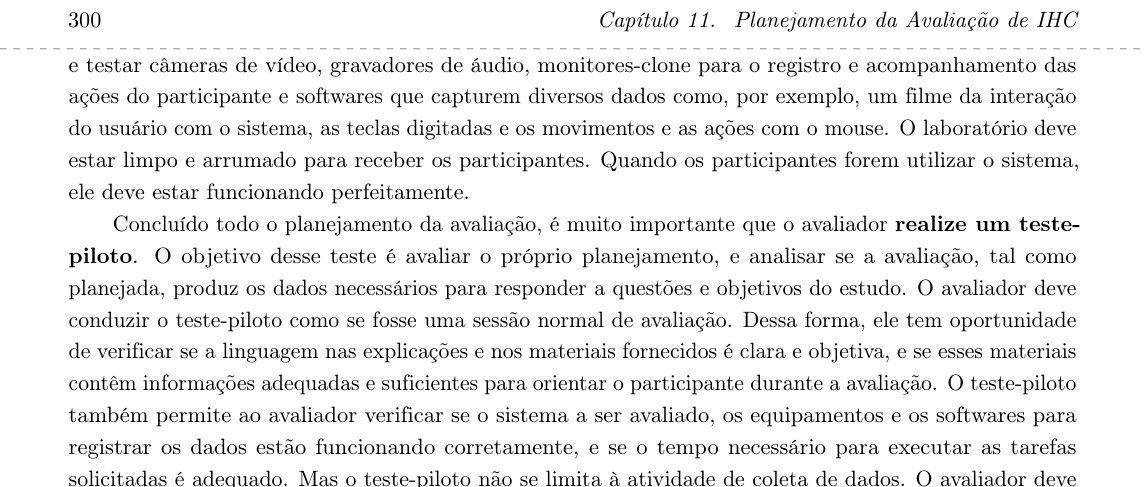 300 Capítulo 11. Planejamento da Avaliação de IHC
e testar câmeras de vídeo, gravadores de áudio, monitores-clone para o registro e acompanhamento das
ações do participante e softwares que capturem diversos dados como, por exemplo, um filme da interação
do usuário com o sistema, as teclas digitadas e os movimentos e as ações com o mouse. O laboratório deve
estar limpo e arrumado para receber os participantes. Quando os participantes forem utilizar o sistema,
ele deve estar funcionando perfeitamente.
Concluído todo o planejamento da avaliação, é muito importante que o avaliador realize um teste-
piloto. O objetivo desse teste é avaliar o próprio planejamento, e analisar se a avaliação, tal como
planejada, produz os dados necessários para responder a questões e objetivos do estudo. O avaliador deve
conduzir o teste-piloto como se fosse uma sessão normal de avaliação. Dessa forma, ele tem oportunidade
de verificar se a linguagem nas explicações e nos materiais fornecidos é clara e objetiva, e se esses materiais
contêm informações adequadas e suficientes para orientar o participante durante a avaliação. O teste-piloto
também permite ao avaliador verificar se o sistema a ser avaliado, os equipamentos e os softwares para
registrar os dados estão funcionando corretamente, e se o tempo necessário para executar as tarefas
solicitadas é adequado. Mas o teste-piloto não se limita à atividade de coleta de dados. O avaliador deve